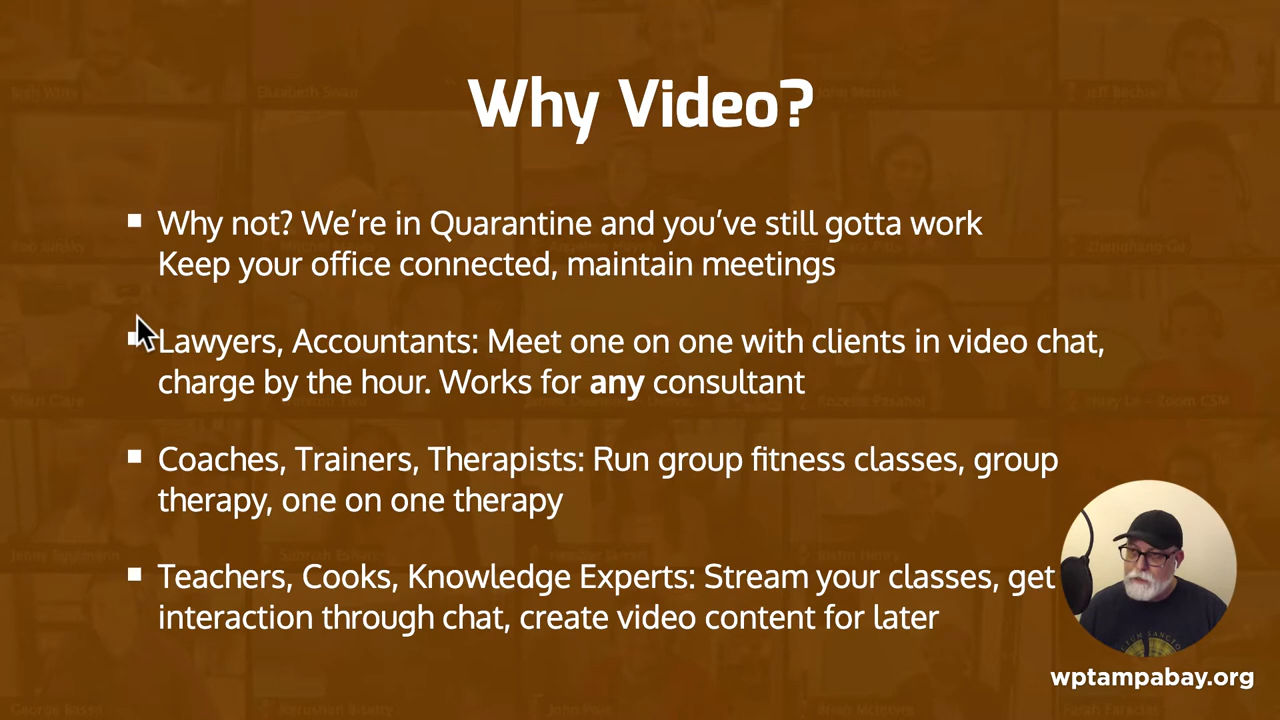 Why Video?
Why not? We're in Quarantine and you've still gotta work
Keep your office connected, maintain meetings
Lawyers, Accountants: Meet one on one with clients in video chat,
charge by the hour. Works for any consultant
Coaches, Trainers, Therapists: Run group fitness classes, group
therapy, one on one therapy
Teachers, Cooks, Knowledge Experts: Stream your classes, get
interaction through chat, create video content for later
wptampabay.org